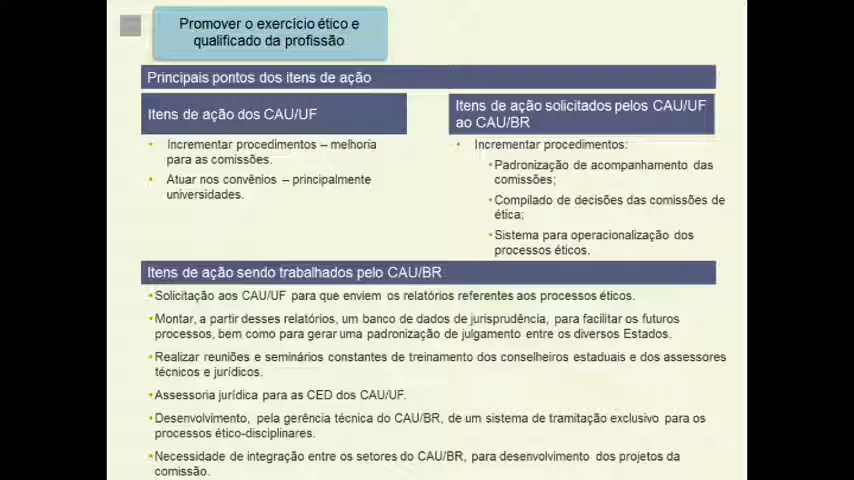 Promover o exercício ético e
qualificado da profissão
Principais pontos dos itens de ação
Itens de ação dos CAU/UF
• Incrementar procedimentos – melhoria
para as comissões.
• Atuar nos convênios – principalmente
universidades.
Itens de ação solicitados pelos CAU/UF
ao CAU/BR
• Incrementar procedimentos:
•Padronização de acompanhamento das
comissões;
•Compilado de decisões das comissões de
ética;
•Sistema para operacionalização dos
processos éticos.
Itens de ação sendo trabalhados pelo CAU/BR
•Solicitação aos CAU/UF para que enviem os relatórios referentes aos processos éticos.
•Montar, a partir desses relatórios, um banco de dados de jurisprudência, para facilitar os futuros
processos, bem como para gerar uma padronização de julgamento entre os diversos Estados.
•Realizar reuniões e seminários constantes de treinamento dos conselheiros estaduais e dos assessores
técnicos e jurídicos.
•Assessoria jurídica para as CED dos CAU/UF.
•Desenvolvimento, pela gerência técnica do CAU/BR, de um sistema de tramitação exclusivo para os
processos ético-disciplinares.
•Necessidade de integração entre os setores do CAU/BR, para desenvolvimento dos projetos da
comissão.